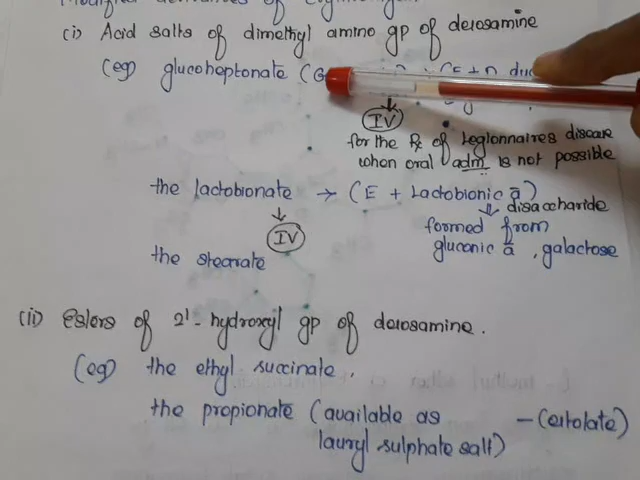 (i) Acid salts of dimethyl amino gp of desosamine
(eg) glucoheptonate (G
IV
for the Rx of Legionnaires disease
when oral adm is not possible
the lactobionate → (E + Lactobionic ā)
disaccharide
IV
formed from
gluconic ā, galactose
the stearate
(ii) Esters of 2'-hydroxyl gp of desosamine.
(eg) the ethyl succinate.
the propionate (available as - (estolate)
lauryl sulphate salt)